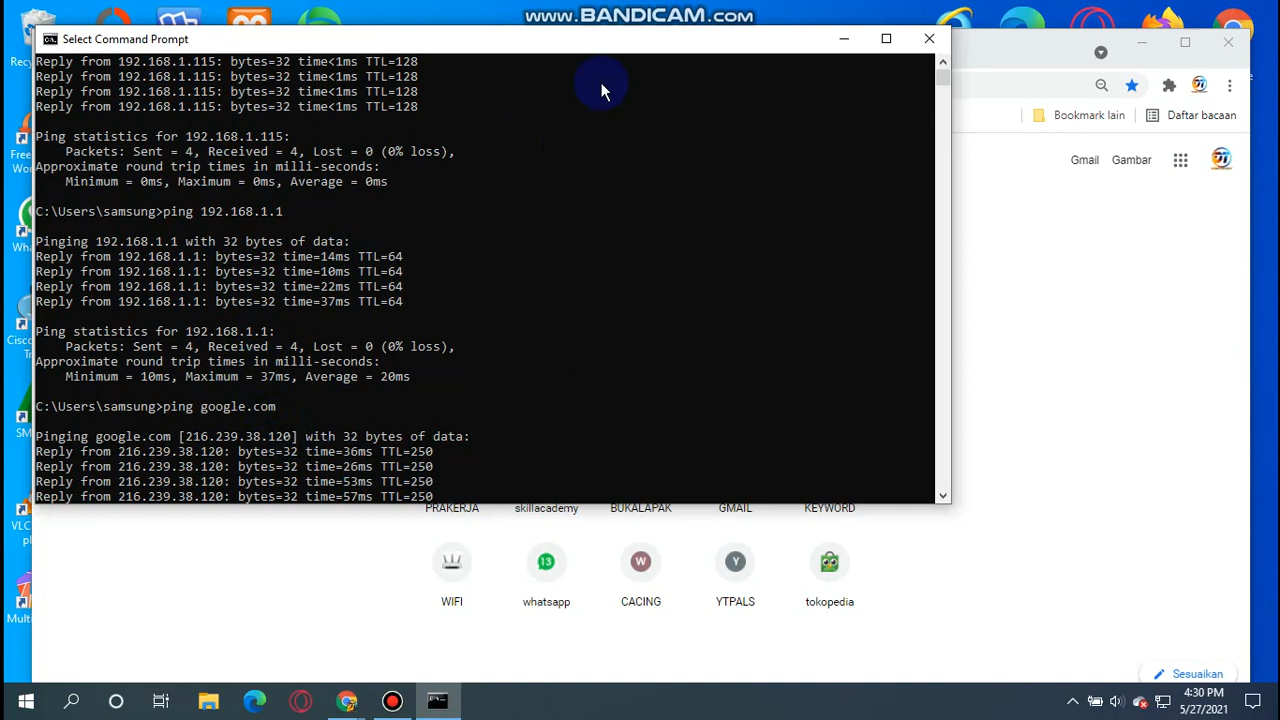 WWW.BANDICAM.COM
Select Command Prompt
Reply from 192.168.1.115: bytes=32 time<1ms TTL=128
Reply from 192.168.1.115: bytes=32 time<1ms TTL=128
Reply from 192.168.1.115: bytes=32 time<1ms TTL=128
Reply from 192.168.1.115: bytes=32 time<1ms TTL=128
Ping statistics for 192.168.1.115:
Packets: Sent = 4, Received = 4, Lost = 0 (0% loss),
Approximate round trip times in milli-seconds:
Minimum = 0ms, Maximum = 0ms, Average = 0ms
C:\Users\samsung>ping 192.168.1.1
Pinging 192.168.1.1 with 32 bytes of data:
Reply from 192.168.1.1: bytes=32 time=14ms TTL=64
Reply from 192.168.1.1: bytes=32 time=10ms TTL=64
Reply from 192.168.1.1: bytes=32 time=22ms TTL=64
Reply from 192.168.1.1: bytes=32 time=37ms TTL=64
Ping statistics for 192.168.1.1:
Packets: Sent = 4, Received = 4, Lost = 0 (0% loss),
Approximate round trip times in milli-seconds:
Minimum = 10ms, Maximum = 37ms, Average = 20ms
C:\Users\samsung>ping google.com
Pinging google.com [216.239.38.120] with 32 bytes of data:
Reply from 216.239.38.120: bytes=32 time=36ms TTL=250
Reply from 216.239.38.120: bytes=32 time=26ms TTL=250
Reply from 216.239.38.120: bytes=32 time=53ms TTL=250
Reply from 216.239.38.120: bytes=32 time=57ms TTL=250
Bookmark lain
Daftar bacaan
Gmail
Gambar
PRAKERJA
skillacademy
BUKALAPAK
GMAIL
KEYWORD
13
W
Y
WIFI
whatsapp
CACING
YTPALS
tokopedia
Sesuaikan
4:30 PM
5/27/2021